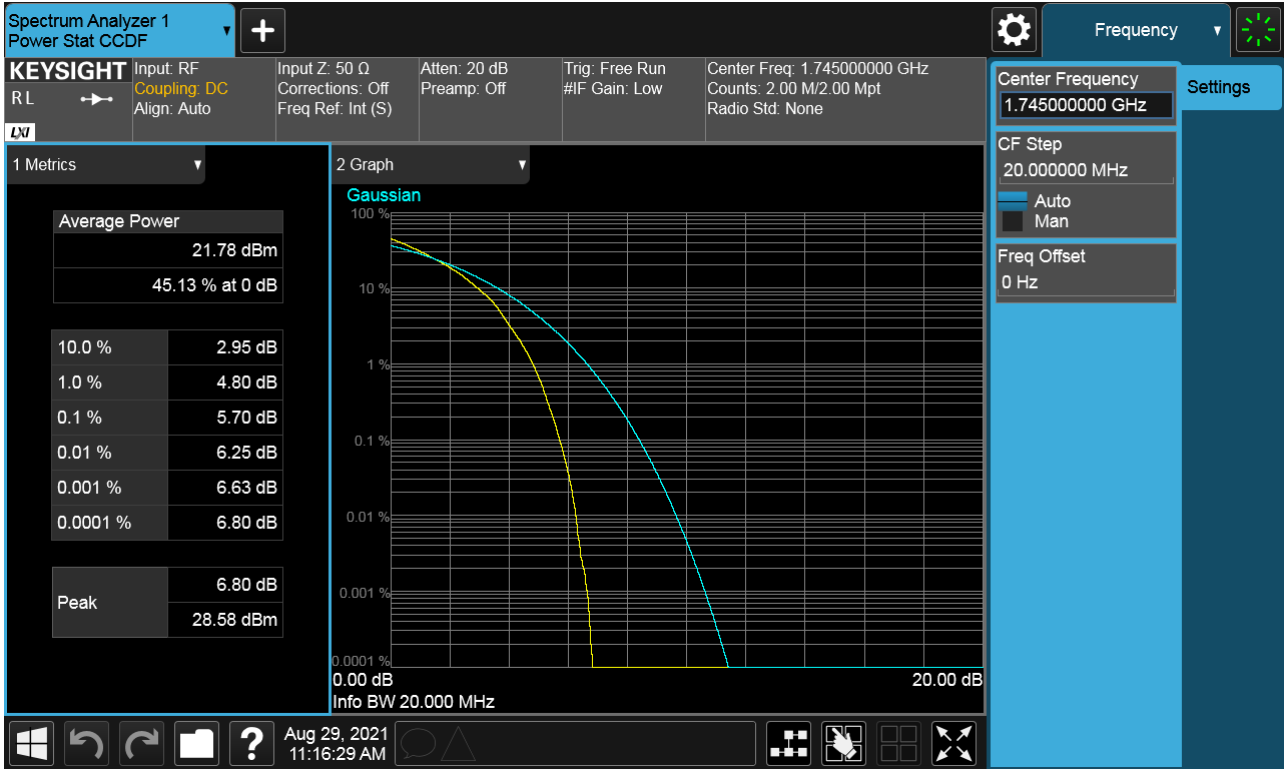 Spectrum Analyzer 1
Power Stat CCDF
Frequency
KEYSIGHT
R L
LXI
Input: RF
Coupling: DC
Align: Auto
Input Z: 50 Ω
Corrections: Off
Freq Ref: Int (S)
Atten: 20 dB
Preamp: Off
Trig: Free Run
#IF Gain: Low
Center Freq: 1.745000000 GHz
Counts: 2.00 M/2.00 Mpt
Radio Std: None
Center Frequency
1.745000000 GHz
Settings
CF Step
20.000000 MHz
Auto
Man
Freq Offset
0 Hz
1 Metrics
Average Power
21.78 dBm
45.13 % at 0 dB
10.0 % 2.95 dB
1.0 % 4.80 dB
0.1 % 5.70 dB
0.01 % 6.25 dB
0.001 % 6.63 dB
0.0001 % 6.80 dB
Peak
6.80 dB
28.58 dBm
2 Graph
Gaussian
100 %
10 %
1 %
0.1 %
0.01 %
0.001 %
0.0001 %
0.00 dB 20.00 dB
Info BW 20.000 MHz
?
Aug 29, 2021
11:16:29 AM